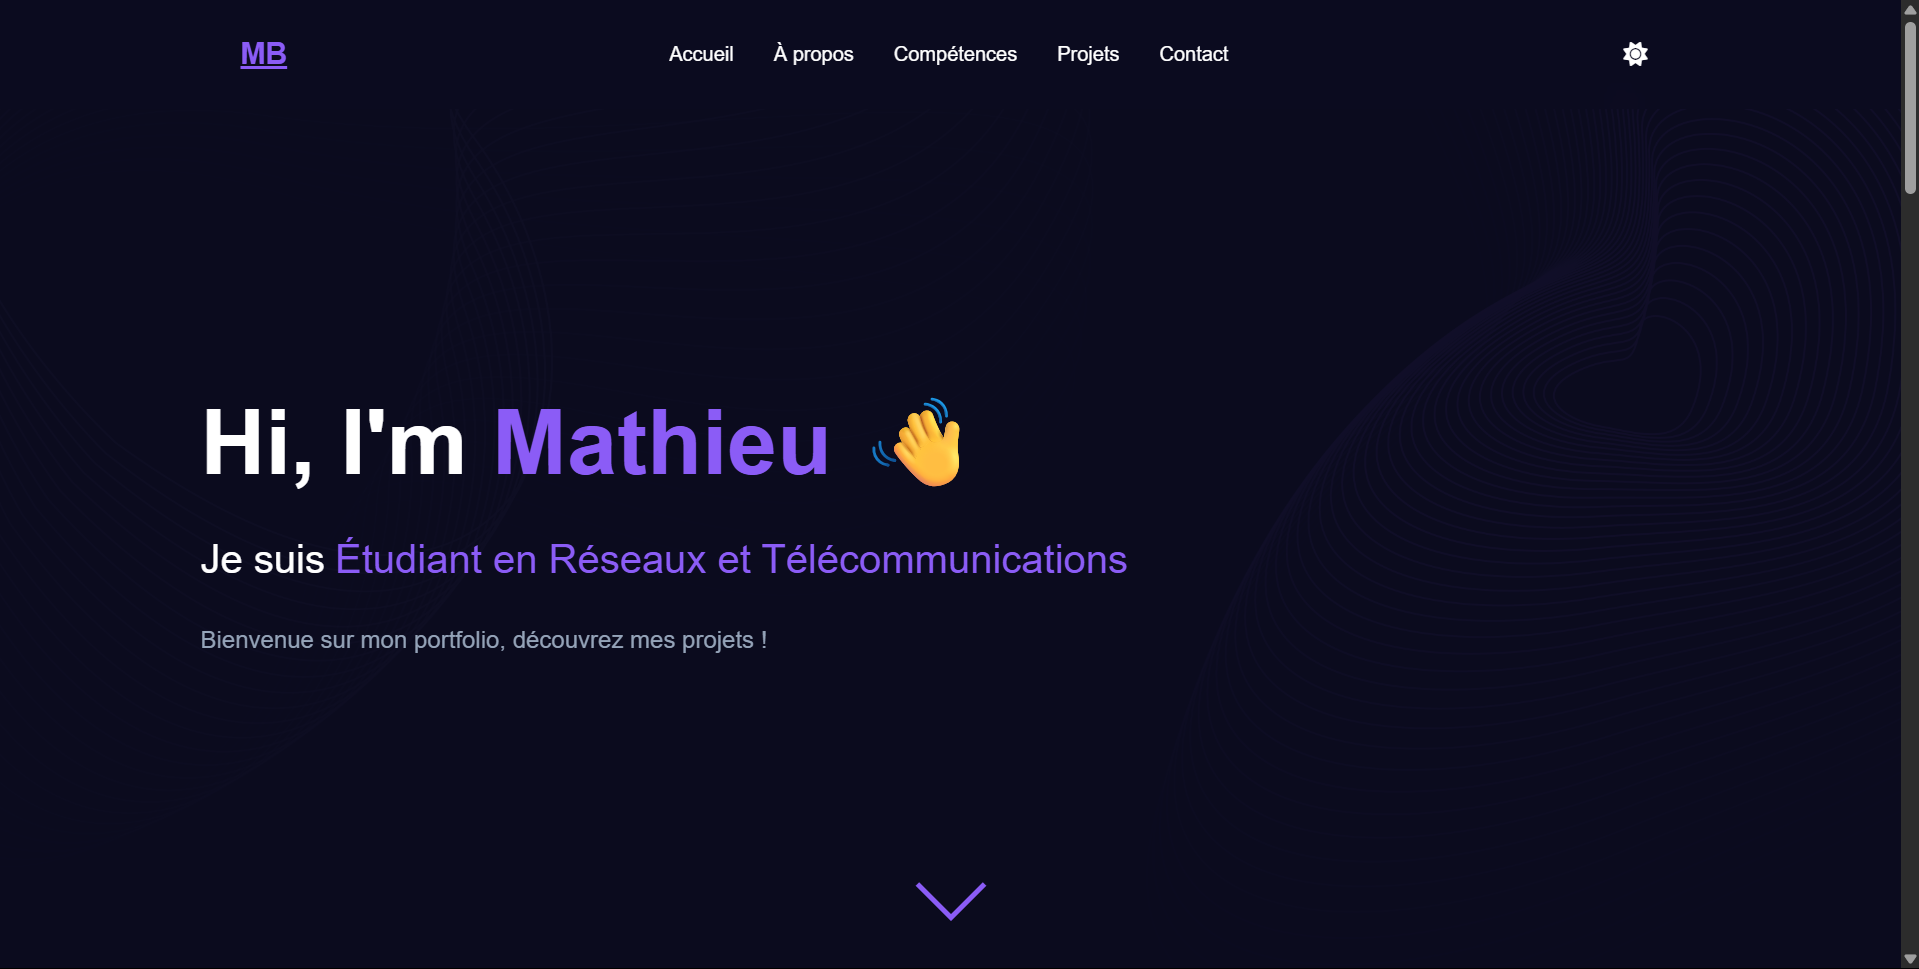 MB
Accueil À propos Compétences Projets Contact
Hi, I'm Mathieu 👋
Je suis Étudiant en Réseaux et Télécommunications
Bienvenue sur mon portfolio, découvrez mes projets !